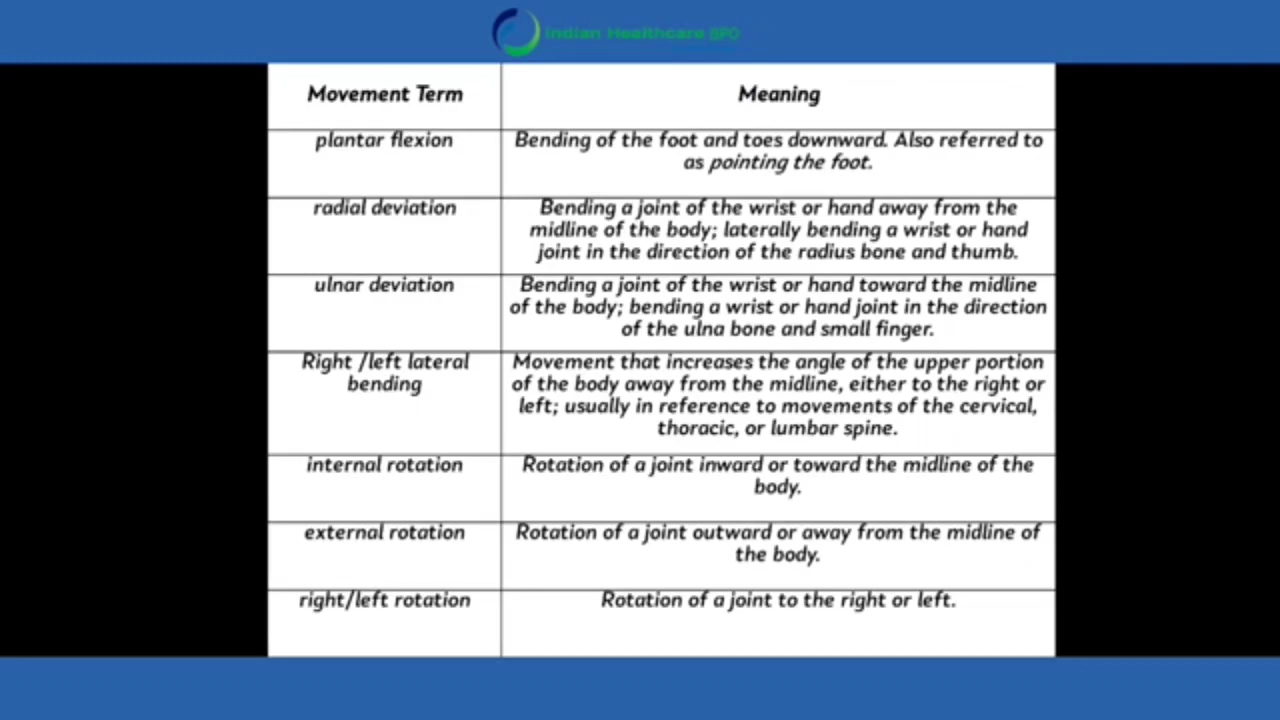 Indian Healthcare BPO
Movement Term
Meaning
plantar flexion
Bending of the foot and toes downward. Also referred to
as pointing the foot.
radial deviation
Bending a joint of the wrist or hand away from the
midline of the body; laterally bending a wrist or hand
joint in the direction of the radius bone and thumb.
ulnar deviation
Bending a joint of the wrist or hand toward the midline
of the body; bending a wrist or hand joint in the direction
of the ulna bone and small finger.
Right /left lateral
bending
Movement that increases the angle of the upper portion
of the body away from the midline, either to the right or
left; usually in reference to movements of the cervical,
thoracic, or lumbar spine.
internal rotation
Rotation of a joint inward or toward the midline of the
body.
external rotation
Rotation of a joint outward or away from the midline of
the body.
right/left rotation
Rotation of a joint to the right or left.